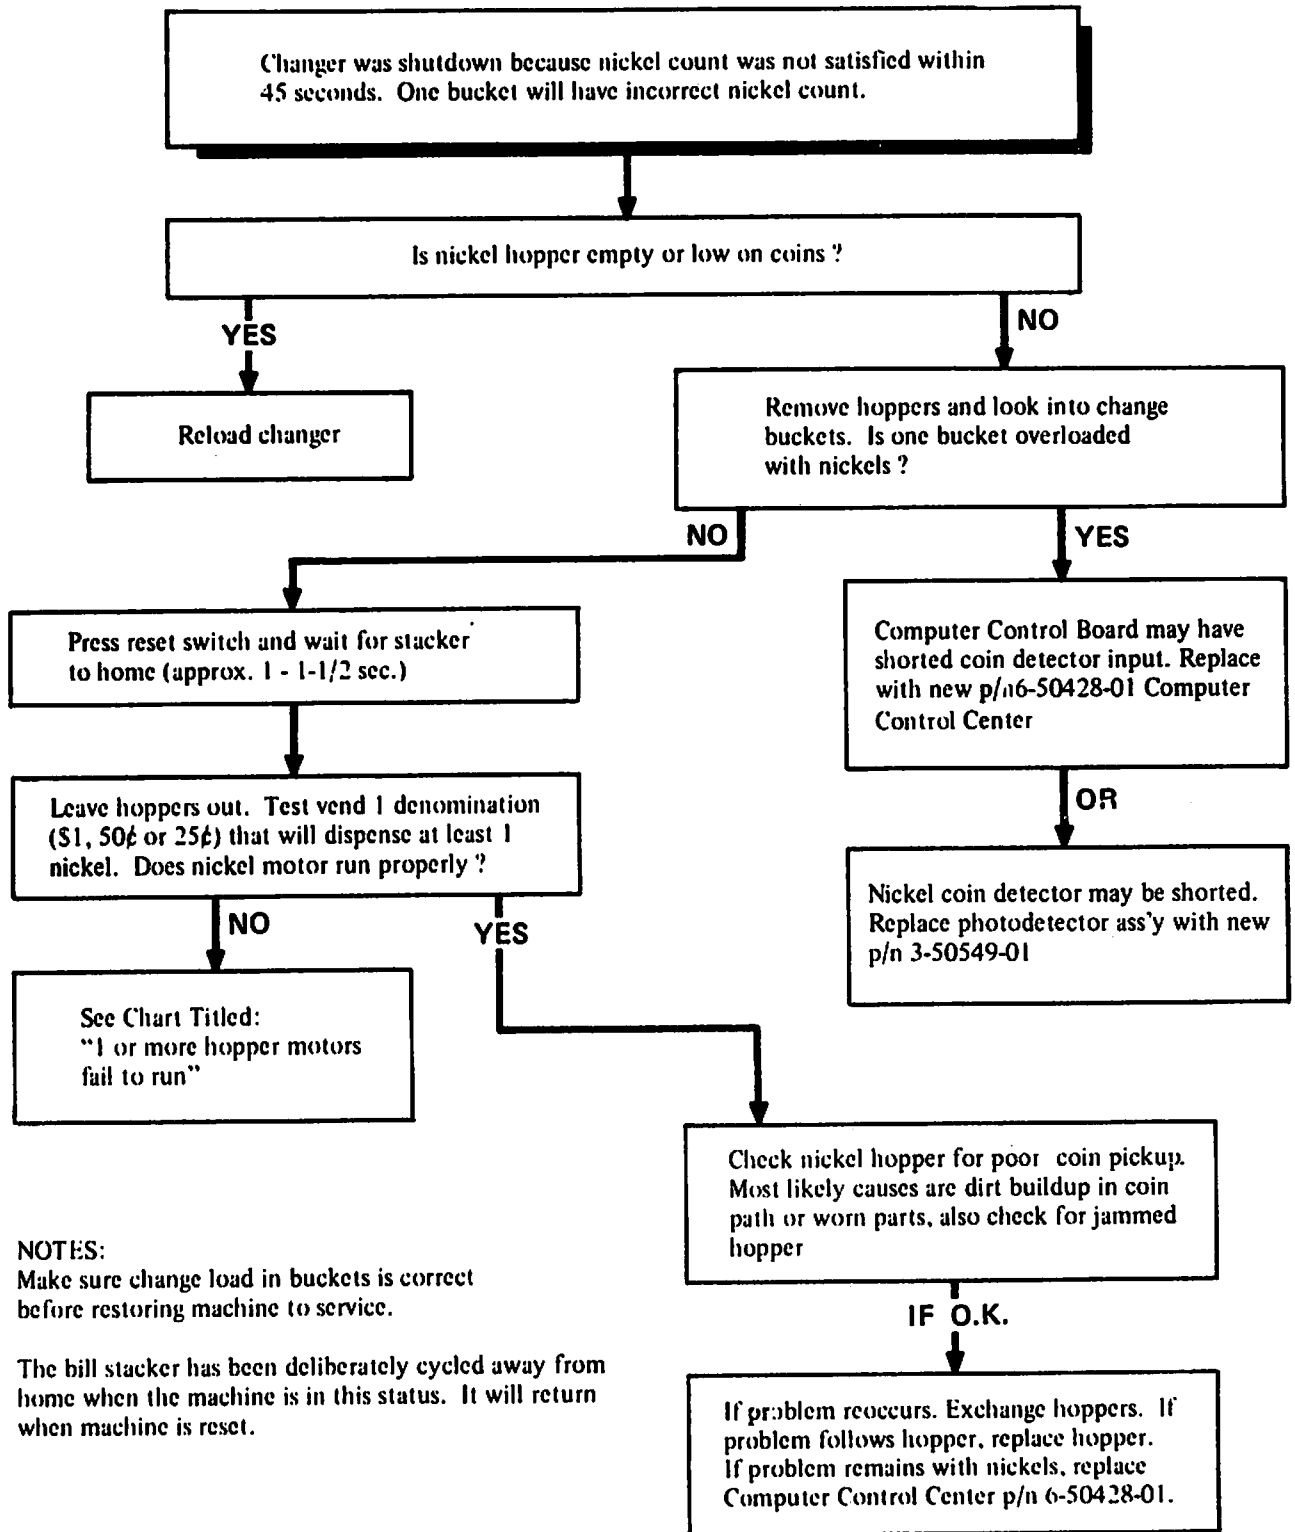 Changer was shutdown because nickel count was not satisfied within
45 seconds. One bucket will have incorrect nickel count.
Is nickel hopper empty or low on coins ?
YES
NO
Reload changer
Remove hoppers and look into change
buckets. Is one bucket overloaded
with nickels ?
NO
YES
Press reset switch and wait for stacker
to home (approx. 1 - 1-1/2 sec.)
Computer Control Board may have
shorted coin detector input. Replace
with new p/n6-50428-01 Computer
Control Center
Leave hoppers out. Test vend 1 denomination
($1, 50¢ or 25¢) that will dispense at least 1
nickel. Does nickel motor run properly ?
OR
Nickel coin detector may be shorted.
Replace photodetector ass'y with new
p/n 3-50549-01
NO
YES
See Chart Titled:
"1 or more hopper motors
fail to run"
Check nickel hopper for poor coin pickup.
Most likely causes are dirt buildup in coin
path or worn parts, also check for jammed
hopper
NOTES:
Make sure change load in buckets is correct
before restoring machine to service.
The bill stacker has been deliberately cycled away from
home when the machine is in this status. It will return
when machine is reset.
IF O.K.
If problem reoccurs. Exchange hoppers. If
problem follows hopper, replace hopper.
If problem remains with nickels, replace
Computer Control Center p/n 6-50428-01.